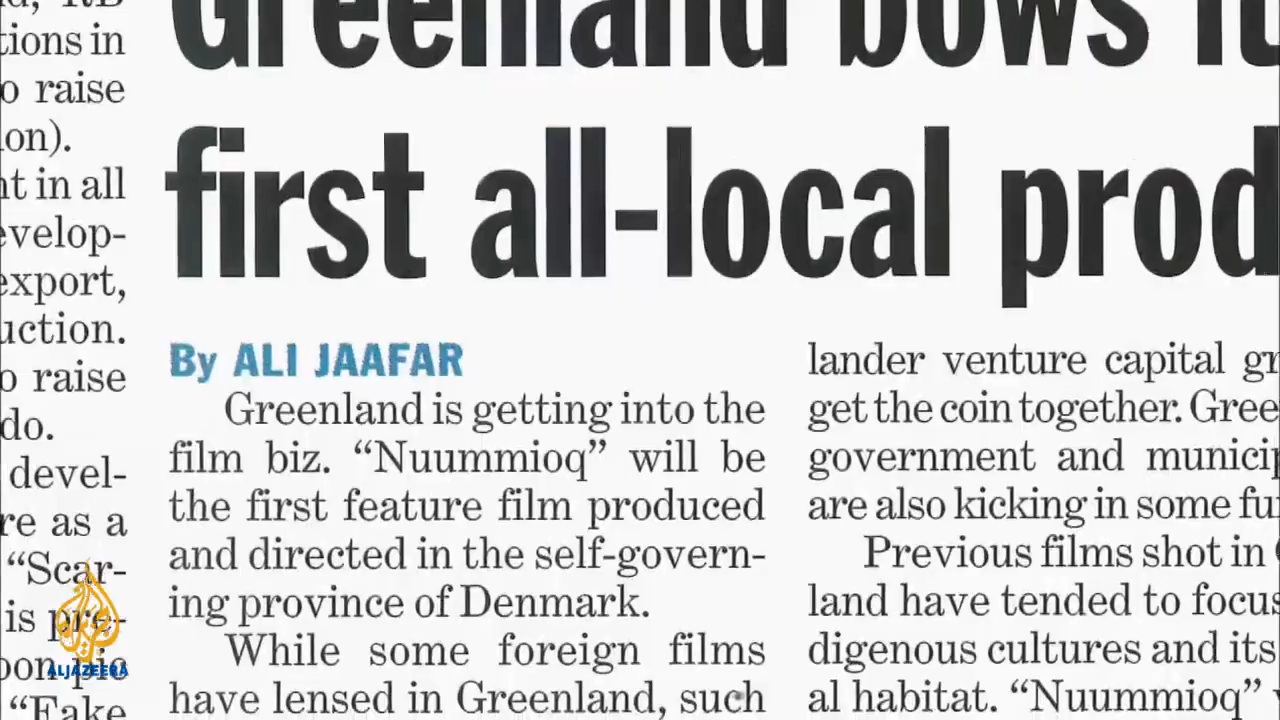 tions in
o raise
on).
nt in all
evelop-
export,
uction.
o raise
do.
devel-
re as a
"Scar-
is pre-
oon pic
"Fake
Greenland bows
first all-local prod
By ALI JAAFAR
Greenland is getting into the
film biz. "Nuummioq" will be
the first feature film produced
and directed in the self-govern-
ing province of Denmark.
While some foreign films
have lensed in Greenland, such
lander venture capital gr
get the coin together. Gree
government and municip
are also kicking in some fu
Previous films shot in
land have tended to focus
digenous cultures and its
al habitat. "Nuummioq"
ALJAZEERA